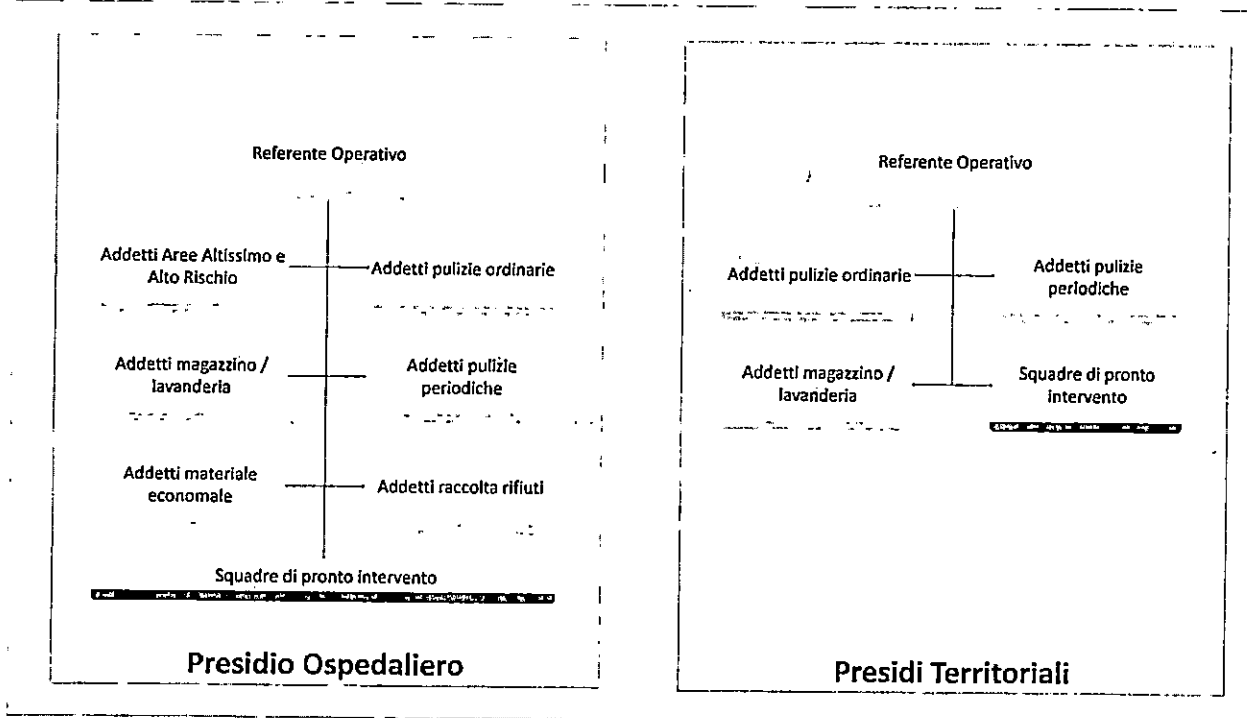 Referente Operativo
Addetti Aree Altissimo e
Alto Rischio
Addetti pulizie ordinarie
Addetti magazzino /
lavanderia
Addetti pulizie
periodiche
Addetti materiale
economale
Addetti raccolta rifiuti
Squadre di pronto intervento
Presidio Ospedaliero
Referente Operativo
Addetti pulizie ordinarie
Addetti pulizie
periodiche
Addetti magazzino /
lavanderia
Squadre di pronto
intervento
Presidi Territoriali